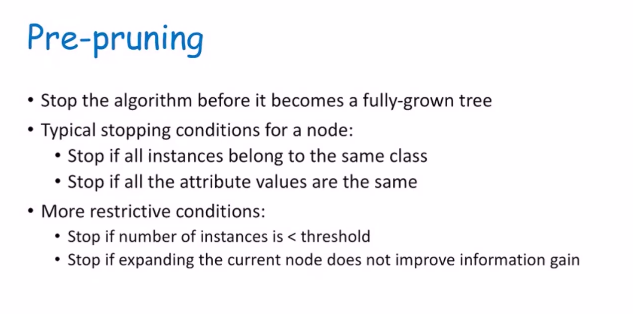 Pre-pruning
• Stop the algorithm before it becomes a fully-grown tree
• Typical stopping conditions for a node:
• Stop if all instances belong to the same class
• Stop if all the attribute values are the same
• More restrictive conditions:
• Stop if number of instances is < threshold
• Stop if expanding the current node does not improve information gain